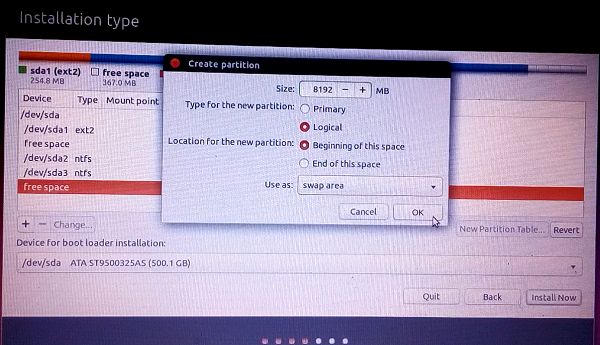 Installation type
sda1 (ext2)
254.8 MB
free space
367.0 MB
Create partition
Size: 8192 − + MB
Type for the new partition: Primary
Logical
Location for the new partition: Beginning of this space
End of this space
Use as: swap area
Cancel OK
Device Type Mount point
/dev/sda
/dev/sda1 ext2
free space
/dev/sda2 ntfs
/dev/sda3 ntfs
free space
+ − Change... New Partition Table... Revert
Device for boot loader installation:
/dev/sda ATA ST9500325AS (500.1 GB)
Quit Back Install Now